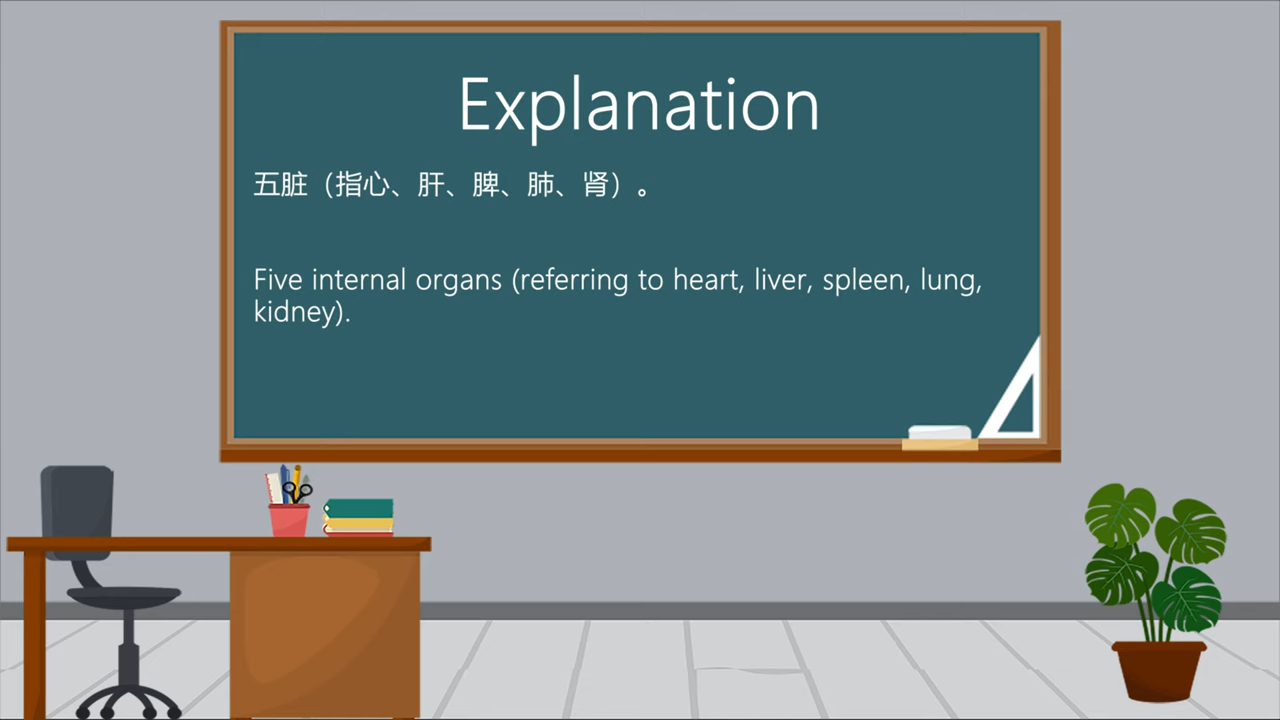 Explanation
五脏（指心、肝、脾、肺、肾）。
Five internal organs (referring to heart, liver, spleen, lung,
kidney).